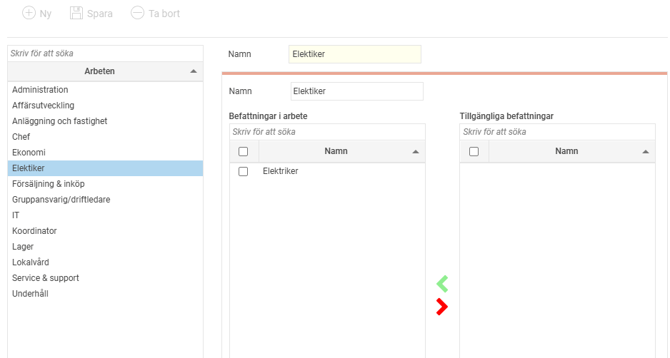 Ny Spara Ta bort
Skriv för att söka
Arbeten
Administration
Affärsutveckling
Anläggning och fastighet
Chef
Ekonomi
Elektiker
Försäljning & inköp
Gruppansvarig/driftledare
IT
Koordinator
Lager
Lokalvård
Service & support
Underhåll
Namn Elektiker
Namn Elektiker
Befattningar i arbete
Skriv för att söka
Namn
Elektriker
Tillgängliga befattningar
Skriv för att söka
Namn